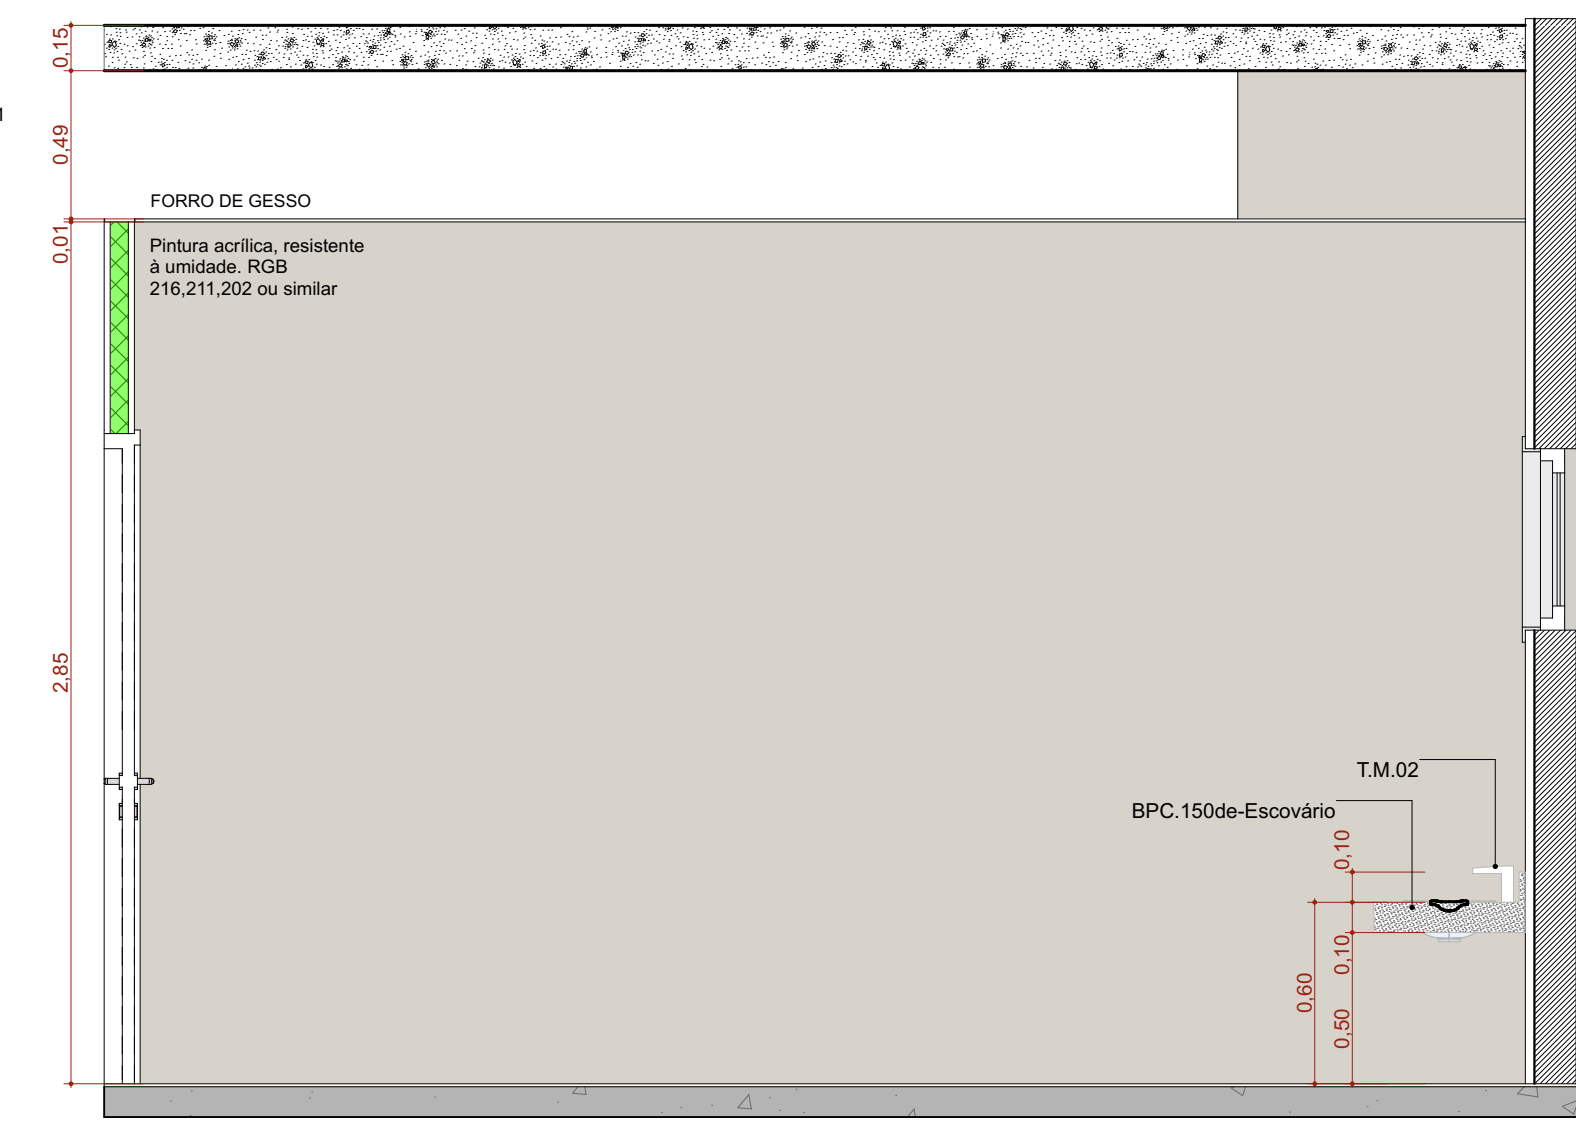 0,15
0,49
FORRO DE GESSO
0,01
Pintura acrílica, resistente
à umidade. RGB
216,211,202 ou similar
2,85
T.M.02
BPC.150de-Escovário
0,10
0,10
0,60
0,50